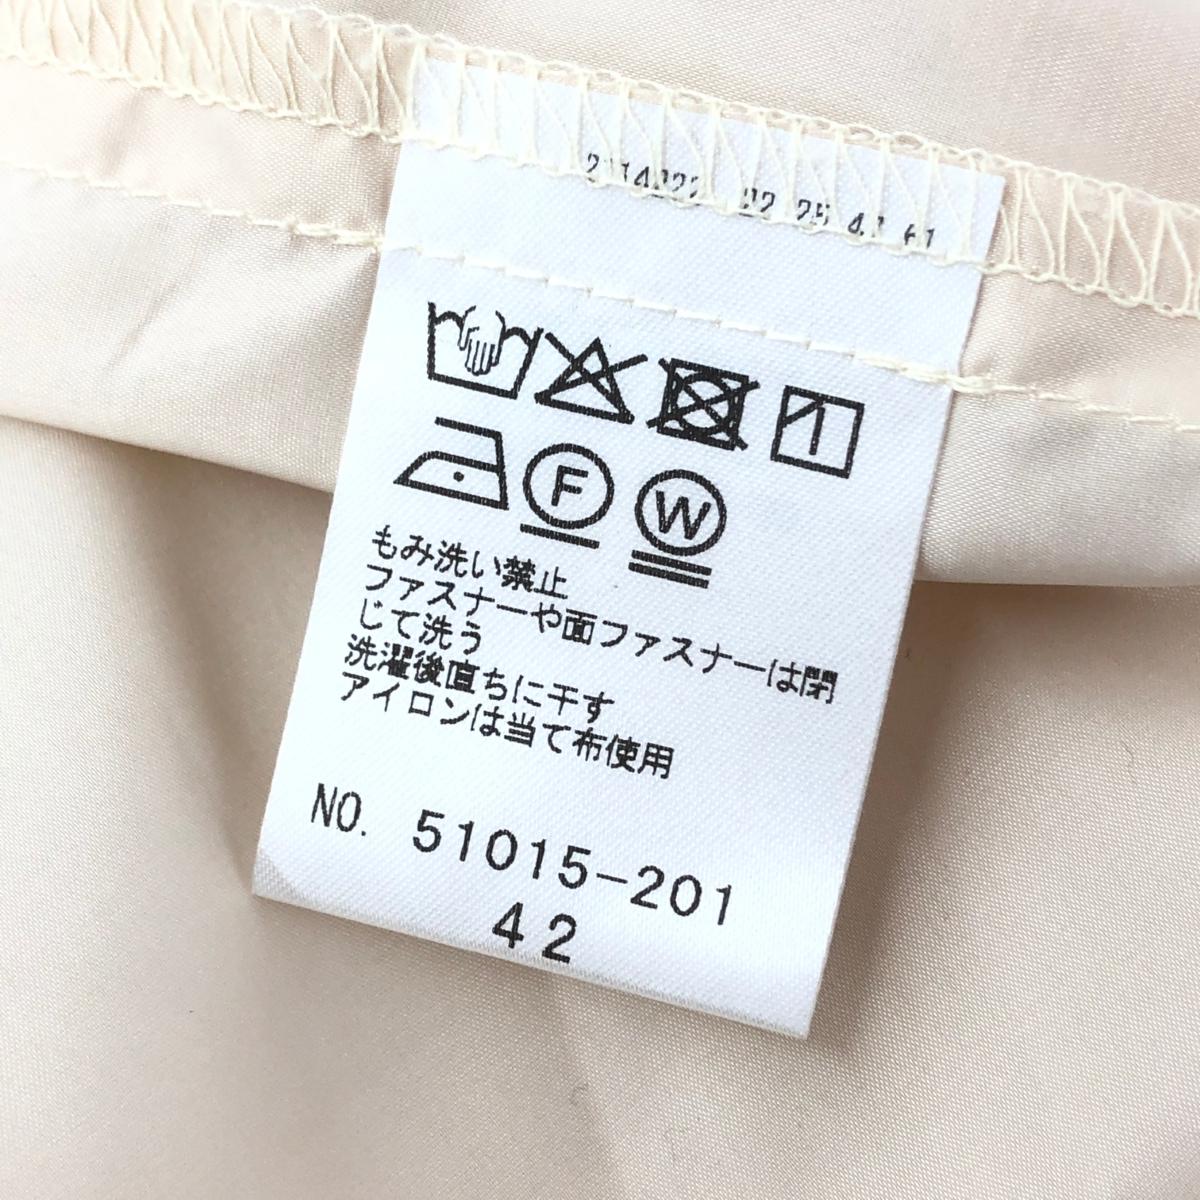 F W
もみ洗い禁止
ファスナーや面ファスナーは閉
じて洗う
洗濯後直ちに干す
アイロンは当て布使用
NO. 51015-201
42